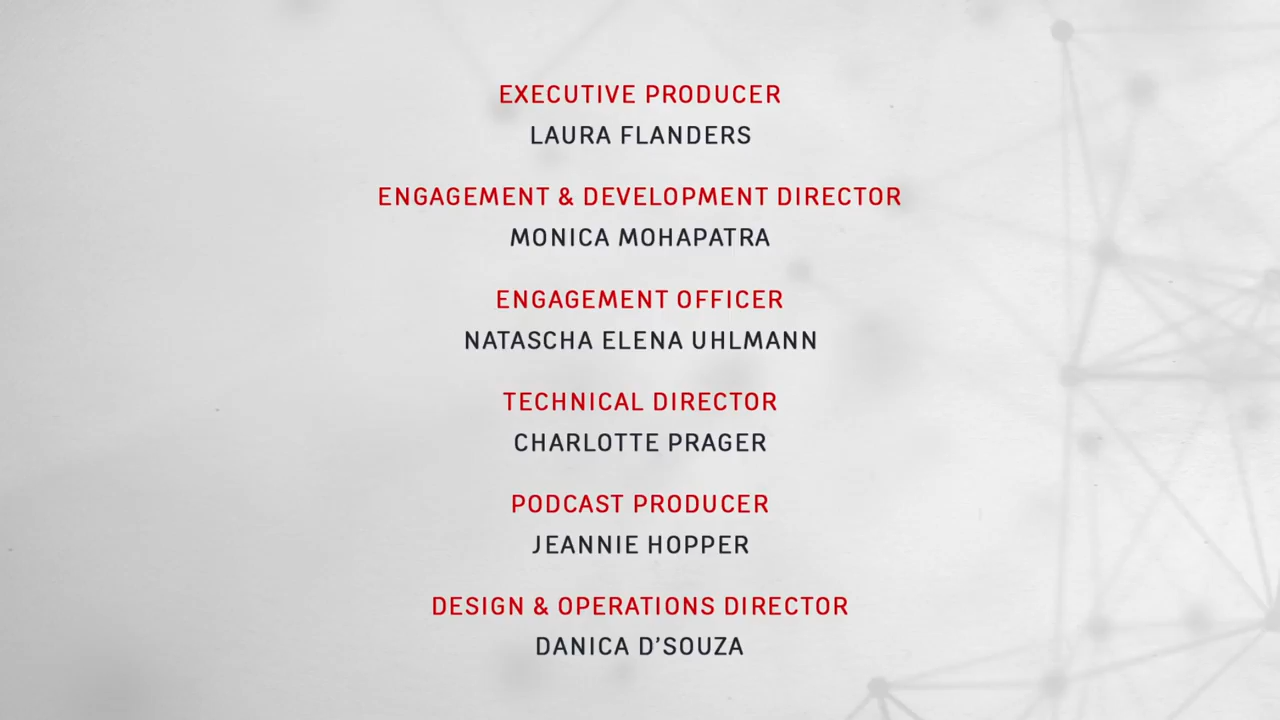 EXECUTIVE PRODUCER
LAURA FLANDERS
ENGAGEMENT & DEVELOPMENT DIRECTOR
MONICA MOHAPATRA
ENGAGEMENT OFFICER
NATASCHA ELENA UHLMANN
TECHNICAL DIRECTOR
CHARLOTTE PRAGER
PODCAST PRODUCER
JEANNIE HOPPER
DESIGN & OPERATIONS DIRECTOR
DANICA D’SOUZA